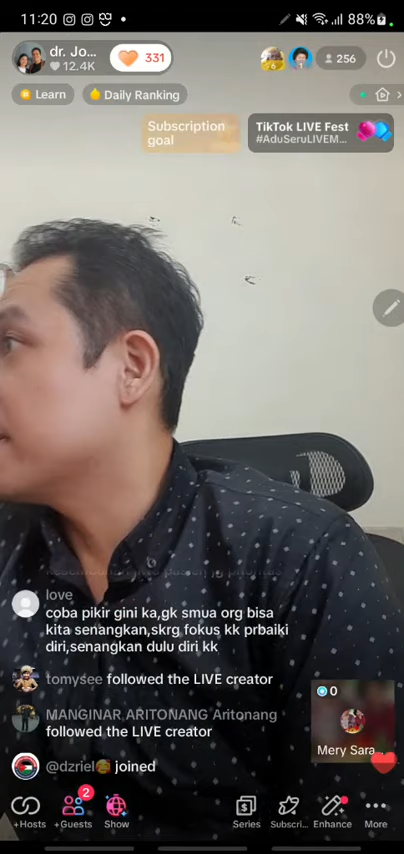 11:20
88%
dr. Jo...
12.4K
331
6
256
Learn
Daily Ranking
Subscription
goal
TikTok LIVE Fest
#AduSeruLIVEM...
love
coba pikir gini ka,gk smua org bisa
kita senangkan,skrg fokus kk prbaiki
diri,senangkan dulu diri kk
tomysee followed the LIVE creator
MANGINAR ARITONANG Aritonang
followed the LIVE creator
@dzriel🥰 joined
0
Mery Sara...
2
+Hosts
+Guests
Show
Series
Subscri...
Enhance
More